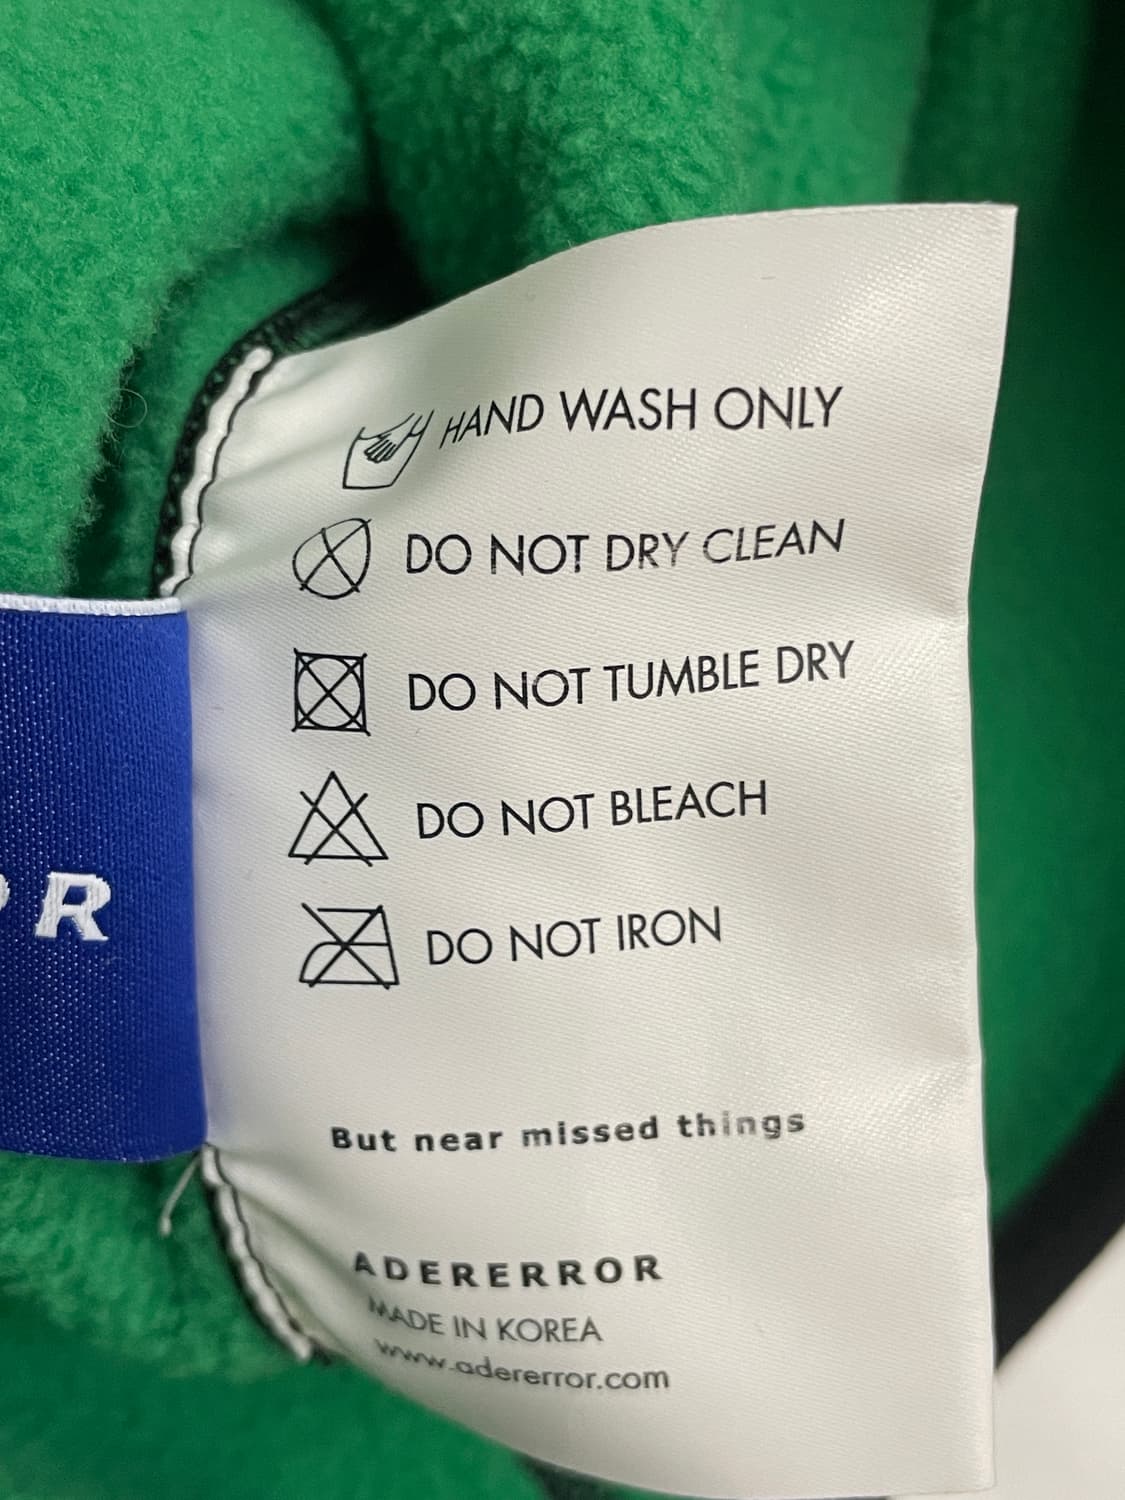 HAND WASH ONLY
DO NOT DRY CLEAN
DO NOT TUMBLE DRY
DO NOT BLEACH
DO NOT IRON
R
But near missed things
ADERERROR
MADE IN KOREA
www.adererror.com